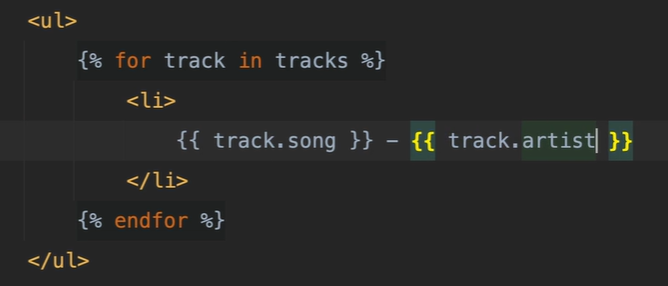 <ul>
{% for track in tracks %}
<li>
{{ track.song }} – {{ track.artist }}
</li>
{% endfor %}
</ul>